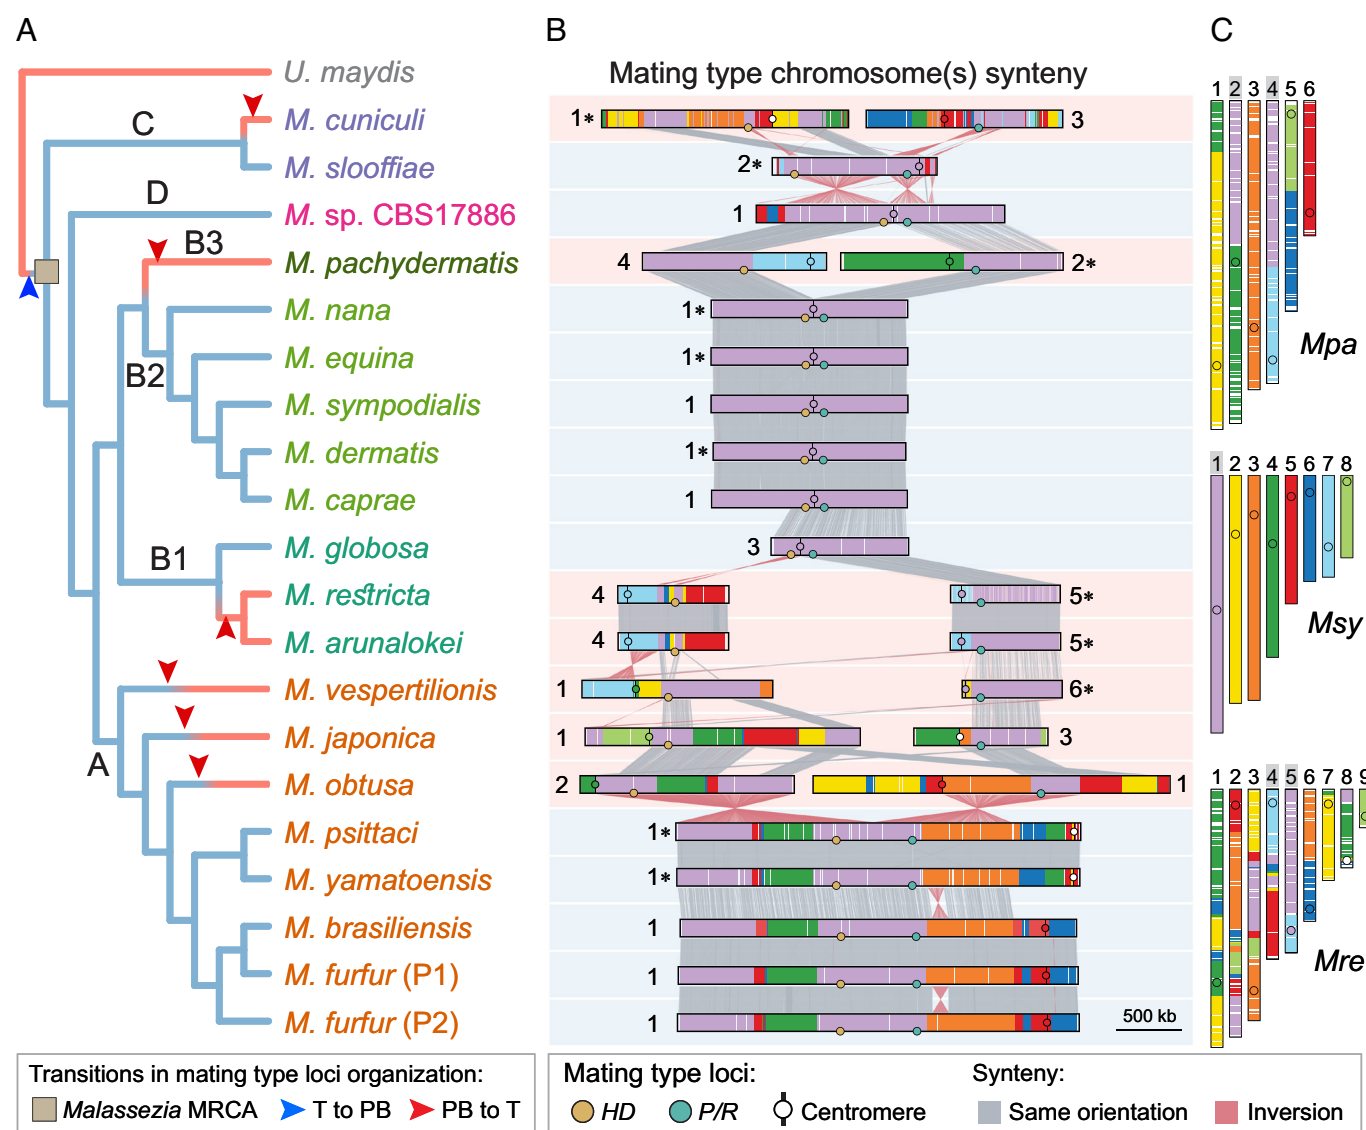 A
B
C
Mating type chromosome(s) synteny
U. maydis
M. cuniculi
M. slooffiae
M. sp. CBS17886
M. pachydermatis
M. nana
M. equina
M. sympodialis
M. dermatis
M. caprae
M. globosa
M. restricta
M. arunalokei
M. vespertilionis
M. japonica
M. obtusa
M. psittaci
M. yamatoensis
M. brasiliensis
M. furfur (P1)
M. furfur (P2)
C
D
B3
B2
B1
A
1* 3
2*
1
4 2*
1*
1*
1
1*
1
3
4 5*
4 5*
1 6*
1 3
2 1
1*
1*
1
1
1
500 kb
1 2 3 4 5 6
Mpa
1 2 3 4 5 6 7 8
Msy
1 2 3 4 5 6 7 8 9
Mre
Transitions in mating type loci organization:
Malassezia MRCA T to PB PB to T
Mating type loci:
HD P/R Centromere
Synteny:
Same orientation Inversion